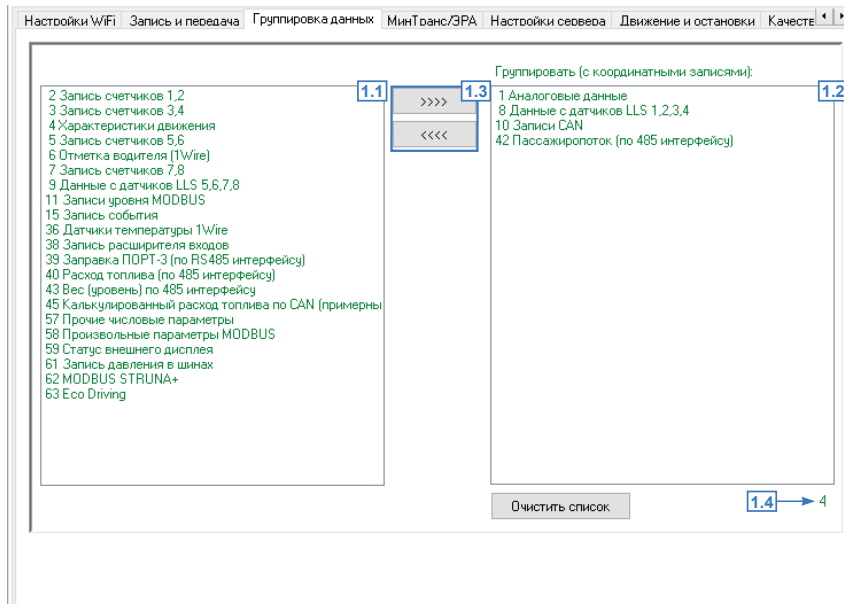 Настройки WiFi Запись и передача Группировка данных МинТранс/ЭРА Настройки сервера Движение и остановки Качеств
Группировать (с координатными записями):
1.1
2 Запись счетчиков 1,2
3 Запись счетчиков 3,4
4 Характеристики движения
5 Запись счетчиков 5,6
6 Отметка водителя (1Wire)
7 Запись счетчиков 7,8
9 Данные с датчиков LLS 5,6,7,8
11 Записи уровня MODBUS
15 Запись события
36 Датчики температуры 1Wire
38 Запись расширителя входов
39 Заправка ПОРТ-3 (по RS485 интерфейсу)
40 Расход топлива (по 485 интерфейсу)
43 Вес (уровень) по 485 интерфейсу
45 Калькулированный расход топлива по CAN (примерны
57 Прочие числовые параметры
58 Произвольные параметры MODBUS
59 Статус внешнего дисплея
61 Запись давления в шинах
62 MODBUS STRUNA+
63 Eco Driving
1.3
>>>>
<<<<
1.2
1 Аналоговые данные
8 Данные с датчиков LLS 1,2,3,4
10 Записи CAN
42 Пассажиропоток (по 485 интерфейсу)
Очистить список
1.4
4